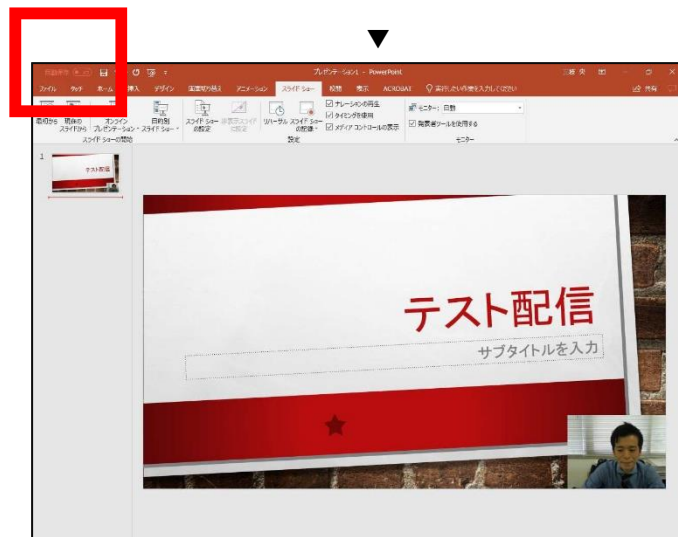 ▼
プレゼンテーション1 - PowerPoint
ファイル タッチ ホーム 挿入 デザイン 画面切り替え アニメーション スライド ショー 校閲 表示 ACROBAT 実行したい作業を入力してください 共有
最初から 現在の スライドから オンライン プレゼンテーション 目的別 スライド ショー スライド ショー の設定 非表示スライド に設定 リハーサル スライド ショー の記録
ナレーションの再生
タイミングを使用
メディア コントロールの表示
モニター: 自動
発表者ツールを使用する
スライド ショーの開始 設定 モニター
1
テスト配信
テスト配信
サブタイトルを入力